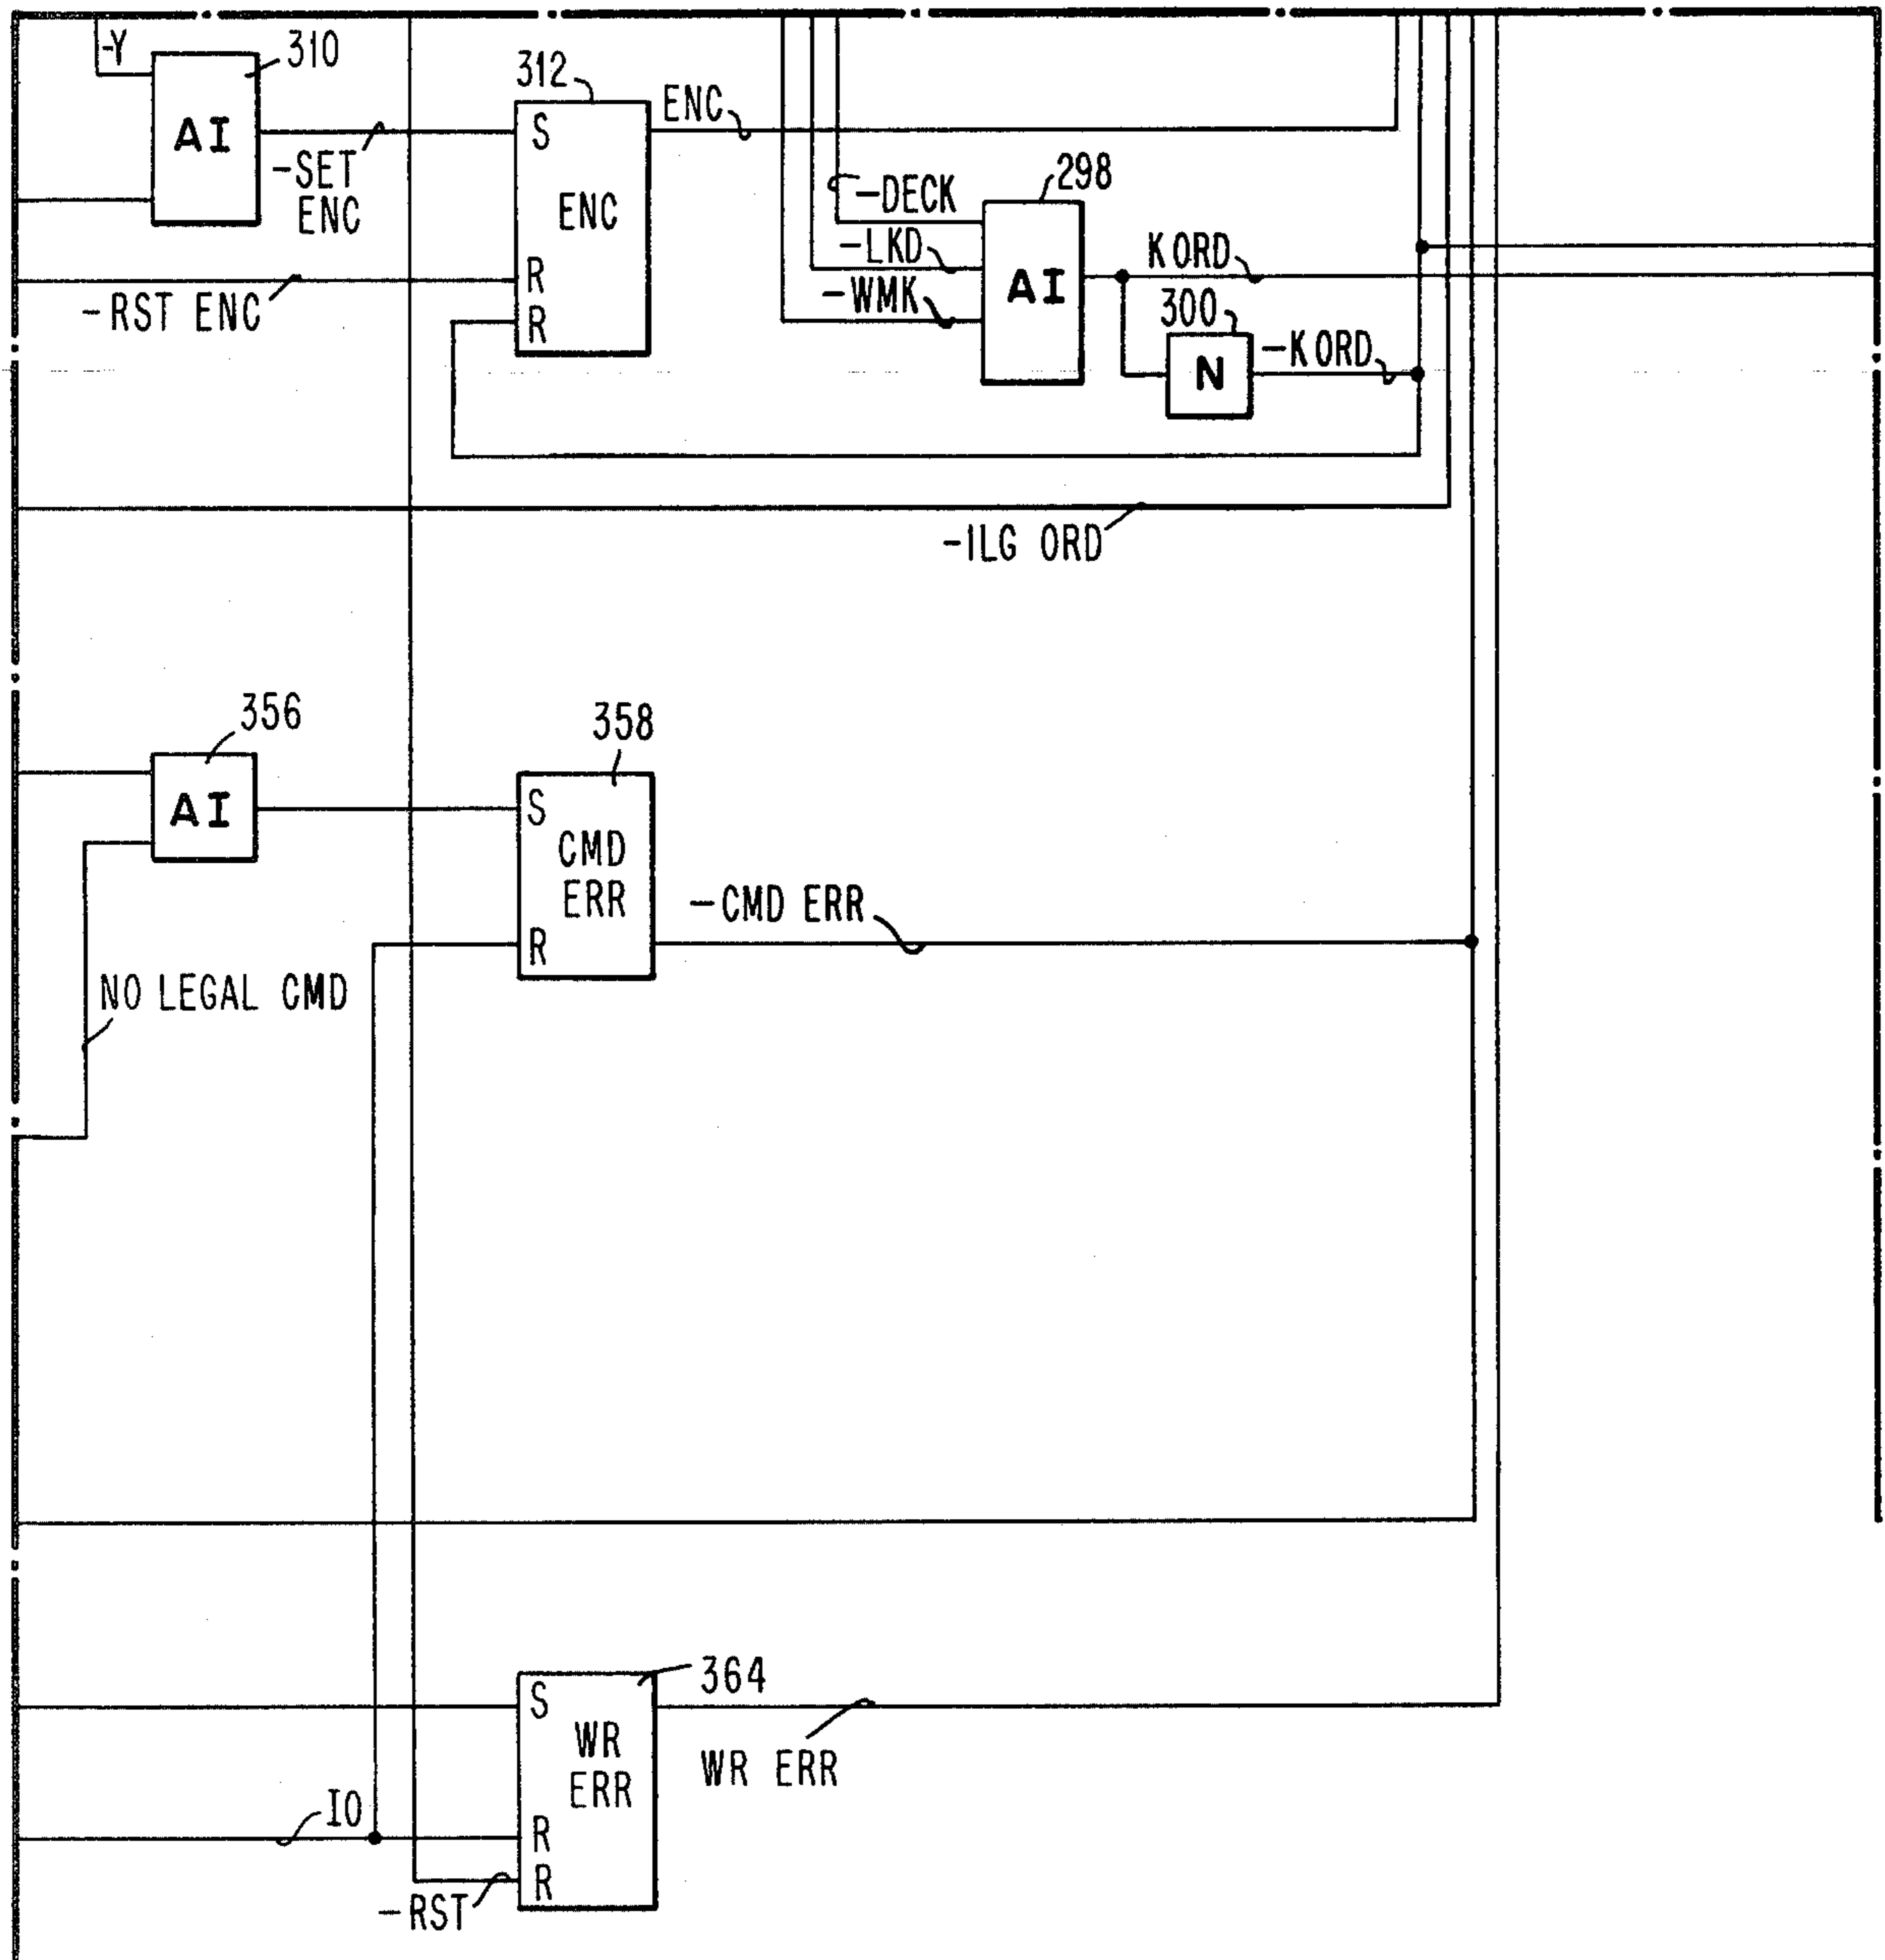 -Y
310
AI
-SET
ENC
312
S
ENC
R
R
ENC
-RST ENC
-DECK
-LKD
-WMK
298
AI
KORD
300
N
-KORD
-ILG ORD
356
AI
NO LEGAL CMD
358
S
CMD
ERR
R
-CMD ERR
364
S
WR
ERR
R
R
WR ERR
IO
-RST